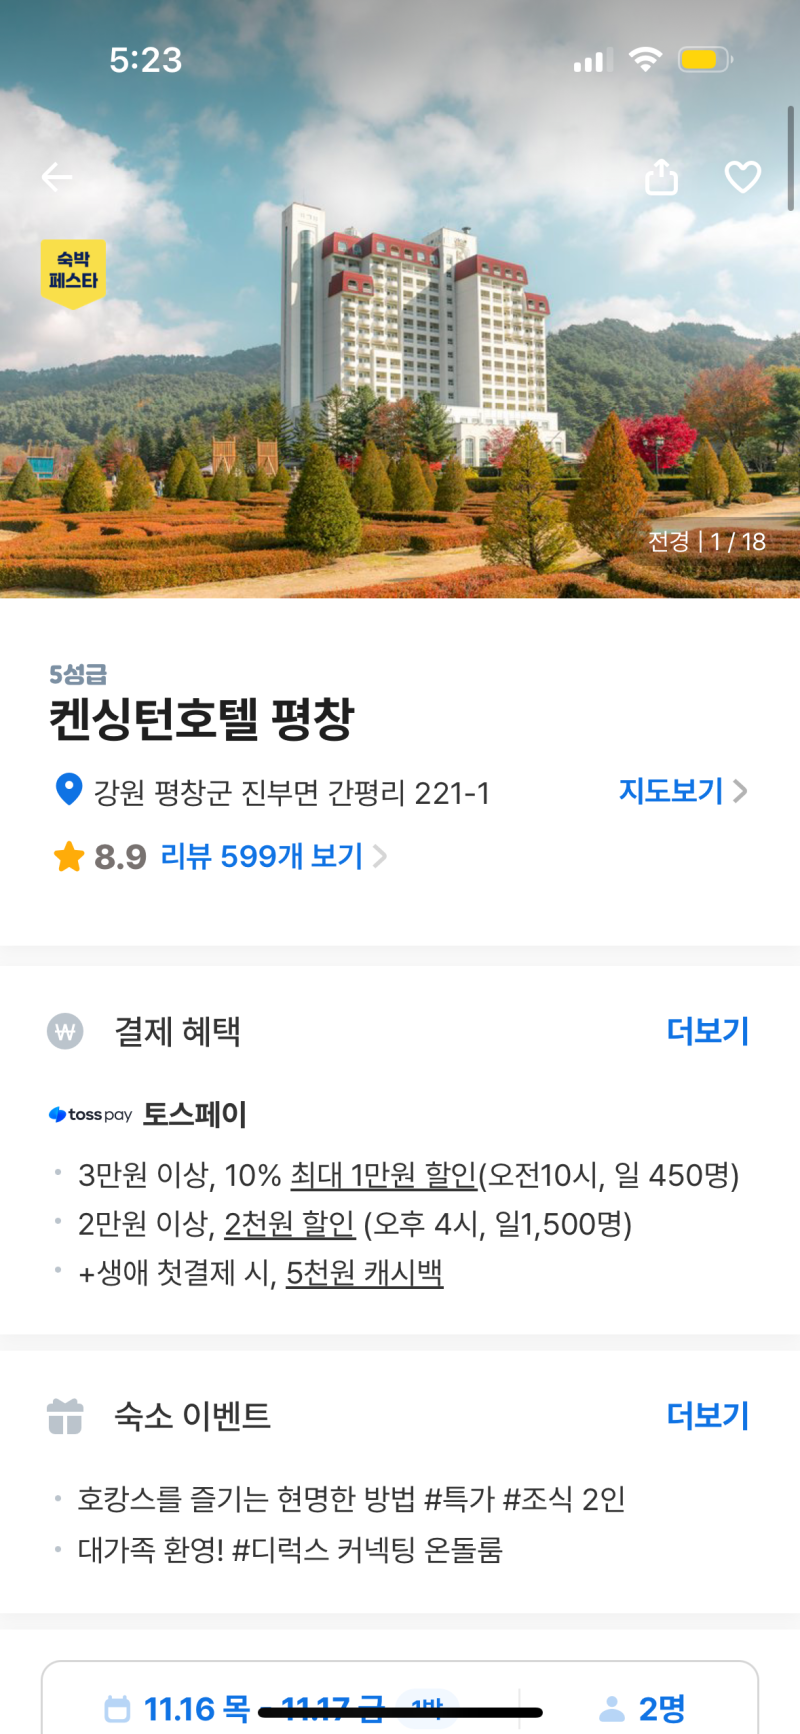 5:23
숙박
페스타
전경 | 1 / 18
5성급
켄싱턴호텔 평창
강원 평창군 진부면 간평리 221-1
지도보기
8.9 리뷰 599개 보기
결제 혜택
더보기
toss pay 토스페이
3만원 이상, 10% 최대 1만원 할인(오전10시, 일 450명)
2만원 이상, 2천원 할인 (오후 4시, 일1,500명)
+생애 첫결제 시, 5천원 캐시백
숙소 이벤트
더보기
호캉스를 즐기는 현명한 방법 #특가 #조식 2인
대가족 환영! #디럭스 커넥팅 온돌룸
11.16 목 - 11.17 금 1박
2명